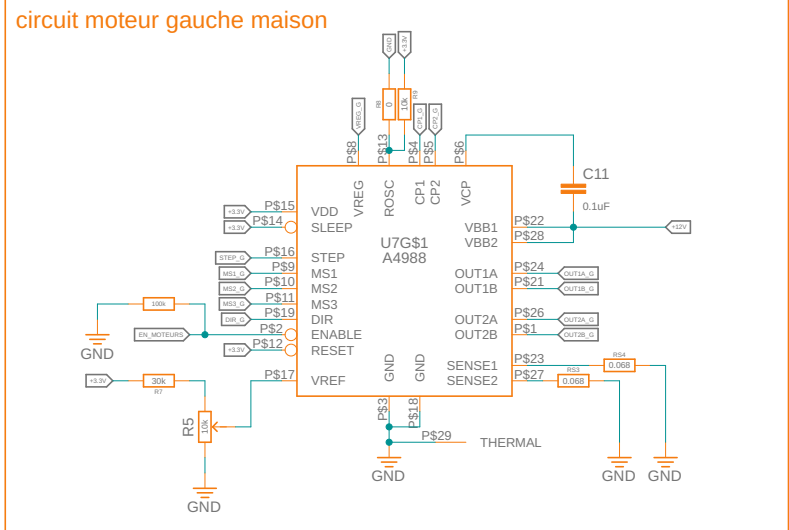 circuit moteur gauche maison
GND
+3.3V
R8
0
10k
R9
VREG_G
CP1_G
CP2_G
P$8
P$13
P$4
P$5
P$6
VREG
ROSC
CP1
CP2
VCP
C11
0.1uF
+3.3V
P$15
VDD
+3.3V
P$14
SLEEP
U7G$1
A4988
VBB1
P$22
+12V
VBB2
P$28
STEP_G
P$16
STEP
MS1_G
P$9
MS1
MS2_G
P$10
MS2
MS3_G
P$11
MS3
DIR_G
P$19
DIR
OUT1A
P$24
OUT1A_G
OUT1B
P$21
OUT1B_G
OUT2A
P$26
OUT2A_G
OUT2B
P$1
OUT2B_G
100k
GND
EN_MOTEURS
P$2
ENABLE
+3.3V
P$12
RESET
+3.3V
30k
R7
P$17
VREF
GND
GND
SENSE1
P$23
RS4
0.068
SENSE2
P$27
RS3
0.068
R5
10k
GND
P$3
P$18
P$29
THERMAL
GND
GND
GND